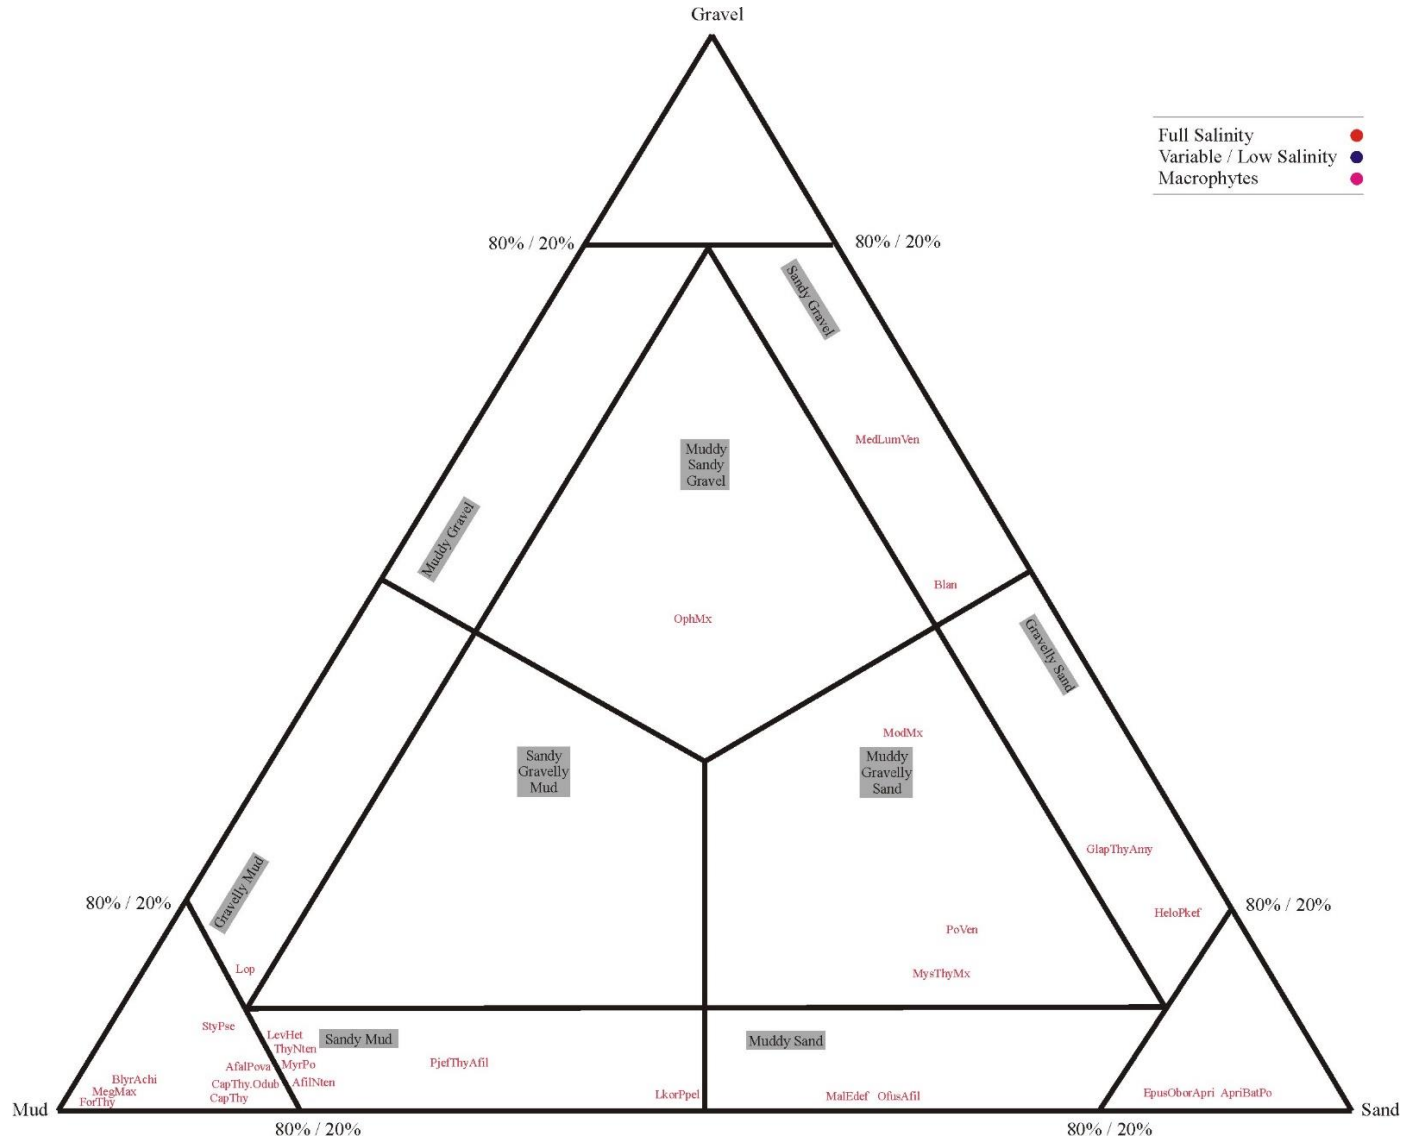 Gravel
Full Salinity
Variable / Low Salinity
Macrophytes
80% / 20%
80% / 20%
Sandy Gravel
MedLumVen
Muddy
Sandy
Gravel
Muddy Gravel
Blan
OphMx
Gravelly Sand
ModMx
Sandy
Gravelly
Mud
Muddy
Gravelly
Sand
GlapThyAmy
Gravelly Mud
80% / 20%
HeloPkef
80% / 20%
PoVen
Lop
MysThyMx
StyPse
LevHet
Sandy Mud
Muddy Sand
ThyNten
AfalPova
MyrPo
PjefThyAfil
BlyrAchi
CapThy.Odub
AfilNten
MegMax
CapThy
ForThy
LkorPpel
MalEdef
OfusAfil
EpusOborApri
ApriBatPo
Mud
Sand
80% / 20%
80% / 20%